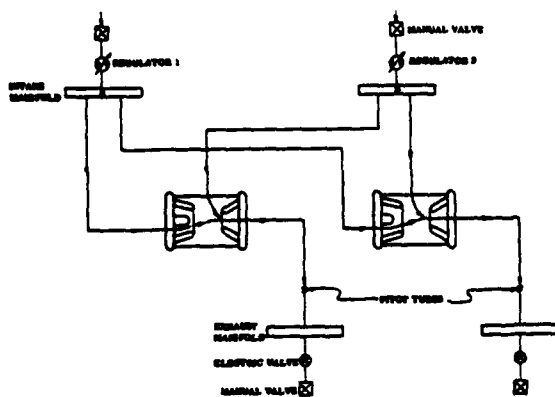 MANUAL VALVE
REGULATOR 1
REGULATOR 2
INTAKE
MANIFOLD
PITOT TUBES
EXHAUST
MANIFOLD
ELECTRIC VALVE
MANUAL VALVE